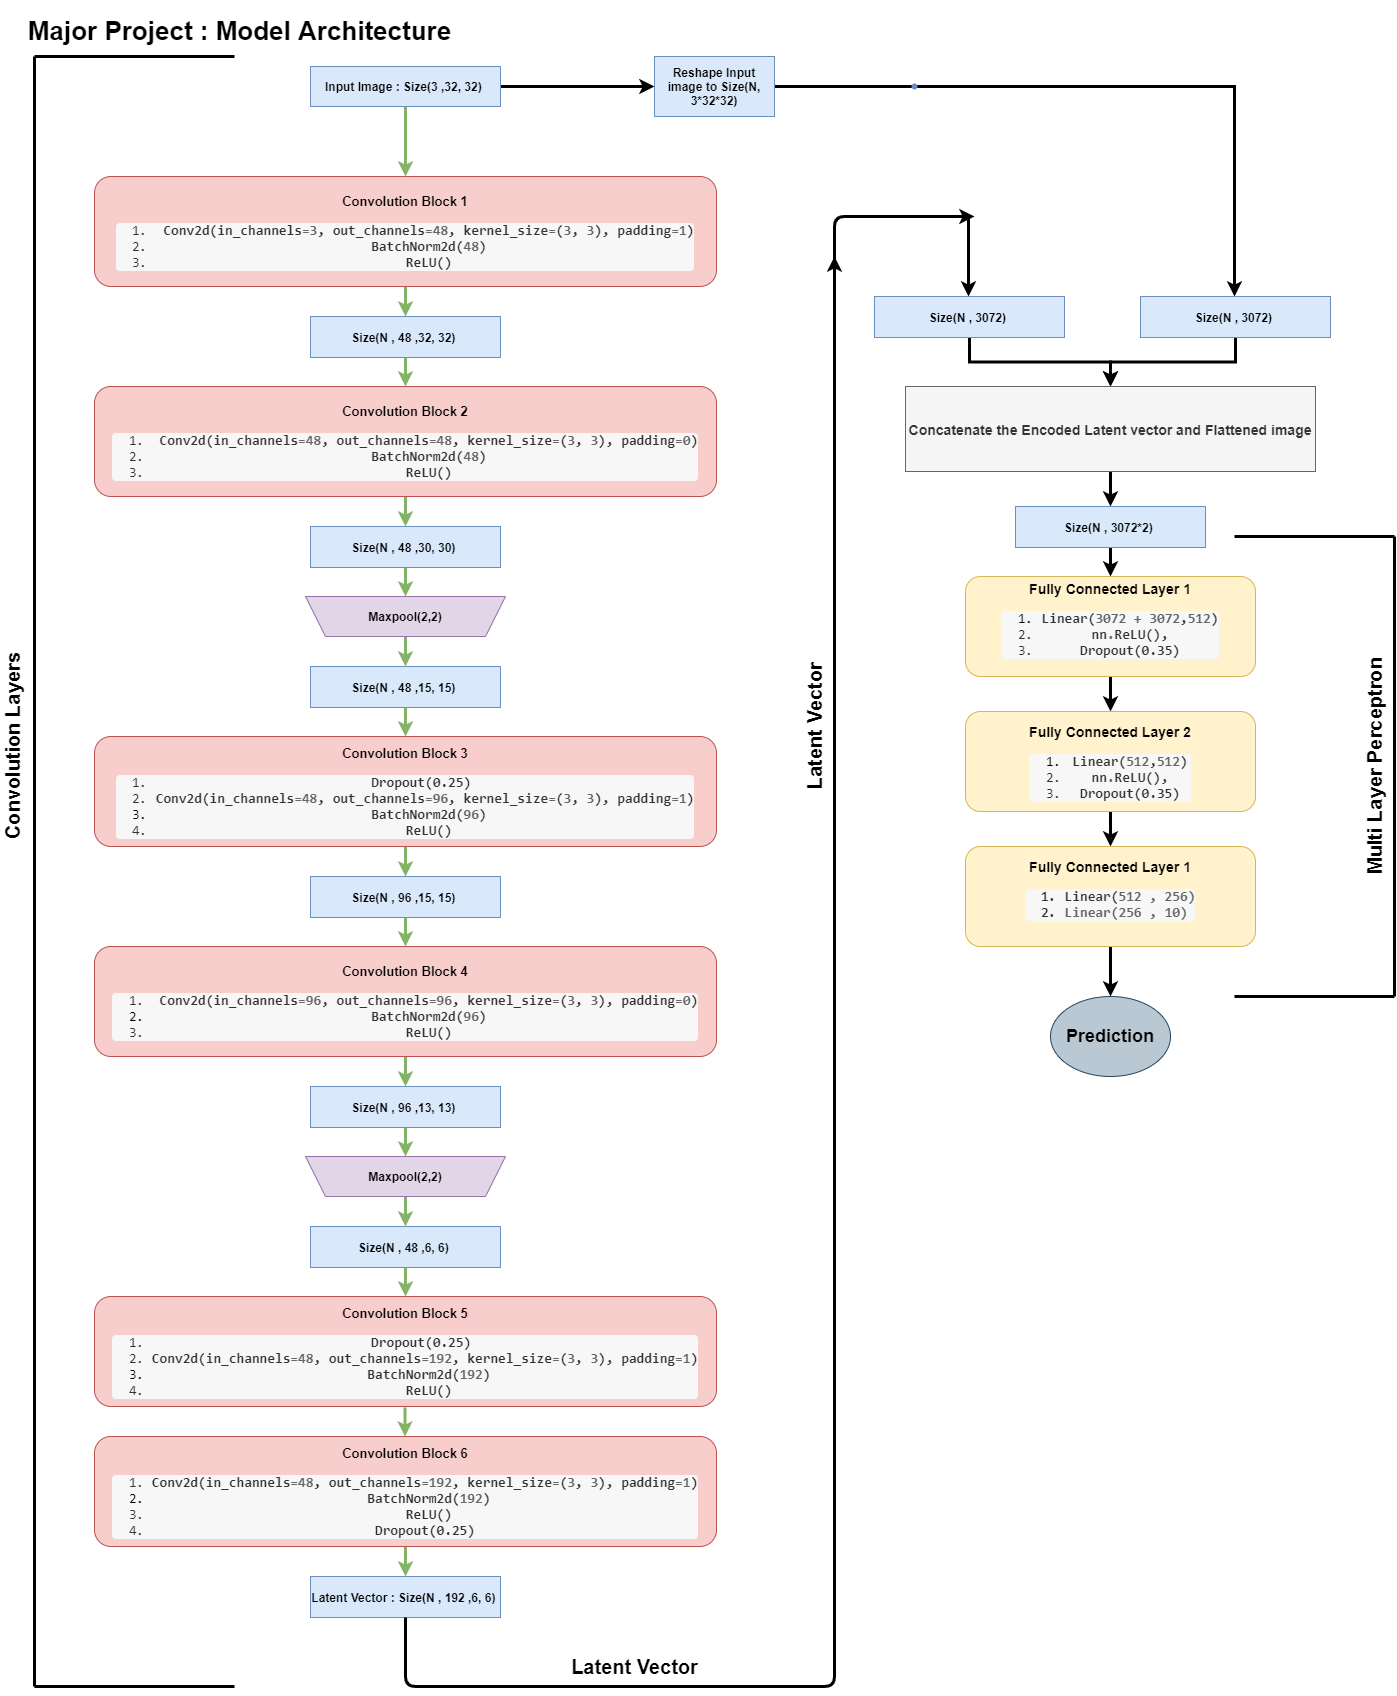 Major Project : Model Architecture
Input Image : Size(3 ,32, 32)
Reshape Input
image to Size(N,
3*32*32)
Convolution Block 1
1. Conv2d(in_channels=3, out_channels=48, kernel_size=(3, 3), padding=1)
2. BatchNorm2d(48)
3. ReLU()
Size(N , 48 ,32, 32)
Convolution Block 2
1. Conv2d(in_channels=48, out_channels=48, kernel_size=(3, 3), padding=0)
2. BatchNorm2d(48)
3. ReLU()
Size(N , 48 ,30, 30)
Maxpool(2,2)
Size(N , 48 ,15, 15)
Convolution Block 3
1. Dropout(0.25)
2. Conv2d(in_channels=48, out_channels=96, kernel_size=(3, 3), padding=1)
3. BatchNorm2d(96)
4. ReLU()
Size(N , 96 ,15, 15)
Convolution Block 4
1. Conv2d(in_channels=96, out_channels=96, kernel_size=(3, 3), padding=0)
2. BatchNorm2d(96)
3. ReLU()
Size(N , 96 ,13, 13)
Maxpool(2,2)
Size(N , 48 ,6, 6)
Convolution Block 5
1. Dropout(0.25)
2. Conv2d(in_channels=48, out_channels=192, kernel_size=(3, 3), padding=1)
3. BatchNorm2d(192)
4. ReLU()
Convolution Block 6
1. Conv2d(in_channels=48, out_channels=192, kernel_size=(3, 3), padding=1)
2. BatchNorm2d(192)
3. ReLU()
4. Dropout(0.25)
Latent Vector : Size(N , 192 ,6, 6)
Convolution Layers
Latent Vector
Latent Vector
Size(N , 3072)
Size(N , 3072)
Concatenate the Encoded Latent vector and Flattened image
Size(N , 3072*2)
Fully Connected Layer 1
1. Linear(3072 + 3072,512)
2. nn.ReLU(),
3. Dropout(0.35)
Fully Connected Layer 2
1. Linear(512,512)
2. nn.ReLU(),
3. Dropout(0.35)
Fully Connected Layer 1
1. Linear(512 , 256)
2. Linear(256 , 10)
Prediction
Multi Layer Perceptron